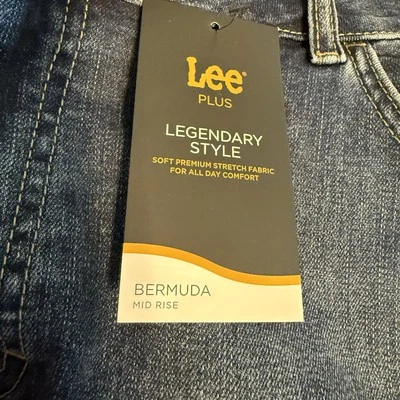 Lee
PLUS
LEGENDARY
STYLE
SOFT PREMIUM STRETCH FABRIC
FOR ALL DAY COMFORT
BERMUDA
MID RISE